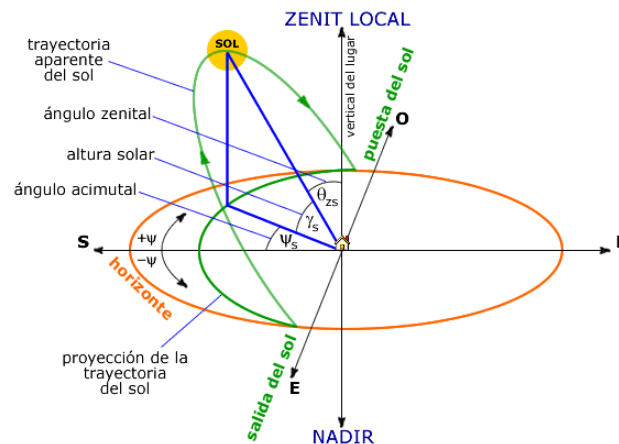 ZENIT LOCAL
SOL
trayectoria
aparente
del sol
vertical del lugar
puesta del sol
O
ángulo zenital
altura solar
ángulo acimutal
θzs
γs
ψs
S
+ψ
−ψ
horizonte
proyección de la
trayectoria
del sol
salida del sol
E
NADIR